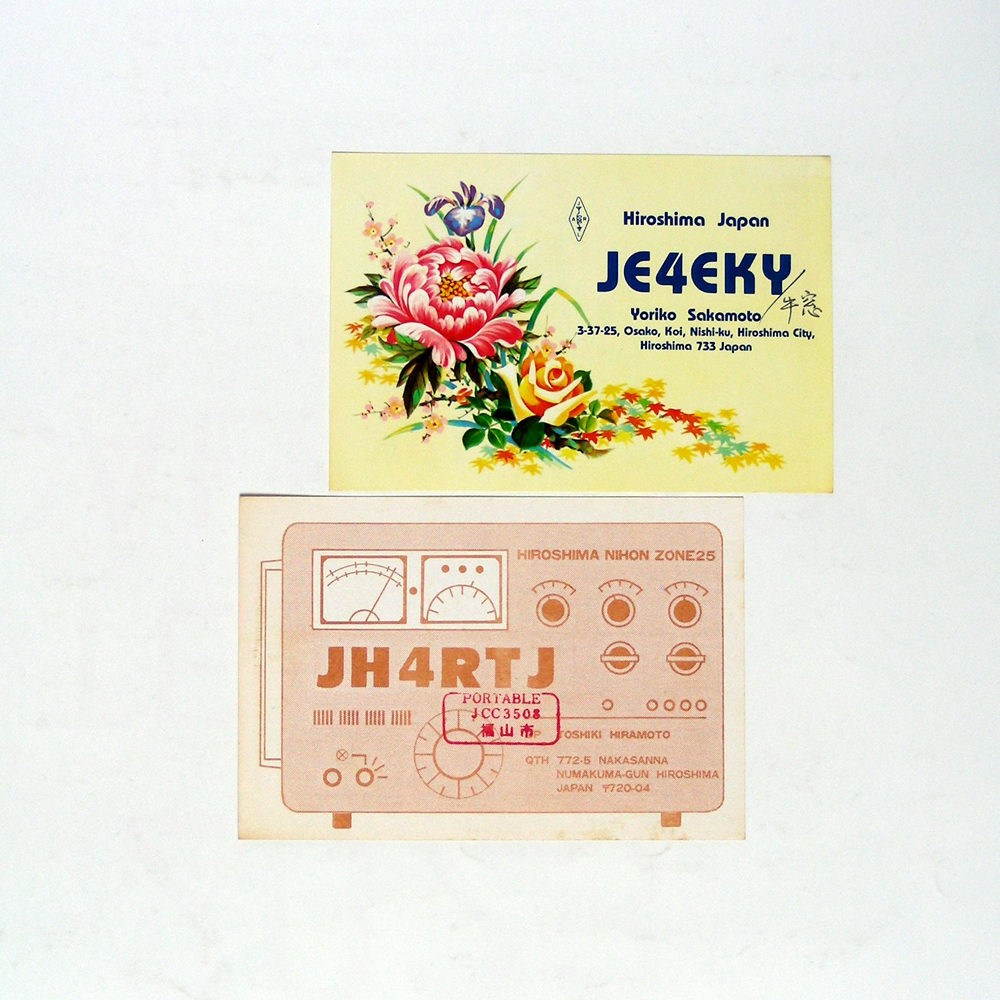 JARL
Hiroshima Japan
JE4EKY/牛窓
Yoriko Sakamoto
3-37-25, Osako, Koi, Nishi-ku, Hiroshima City,
Hiroshima 733 Japan
HIROSHIMA NIHON ZONE25
JH4RTJ
PORTABLE
JCC3508
福山市
OP TOSHIKI HIRAMOTO
QTH 772-5 NAKASANNA
NUMAKUMA-GUN HIROSHIMA
JAPAN 〒720-04